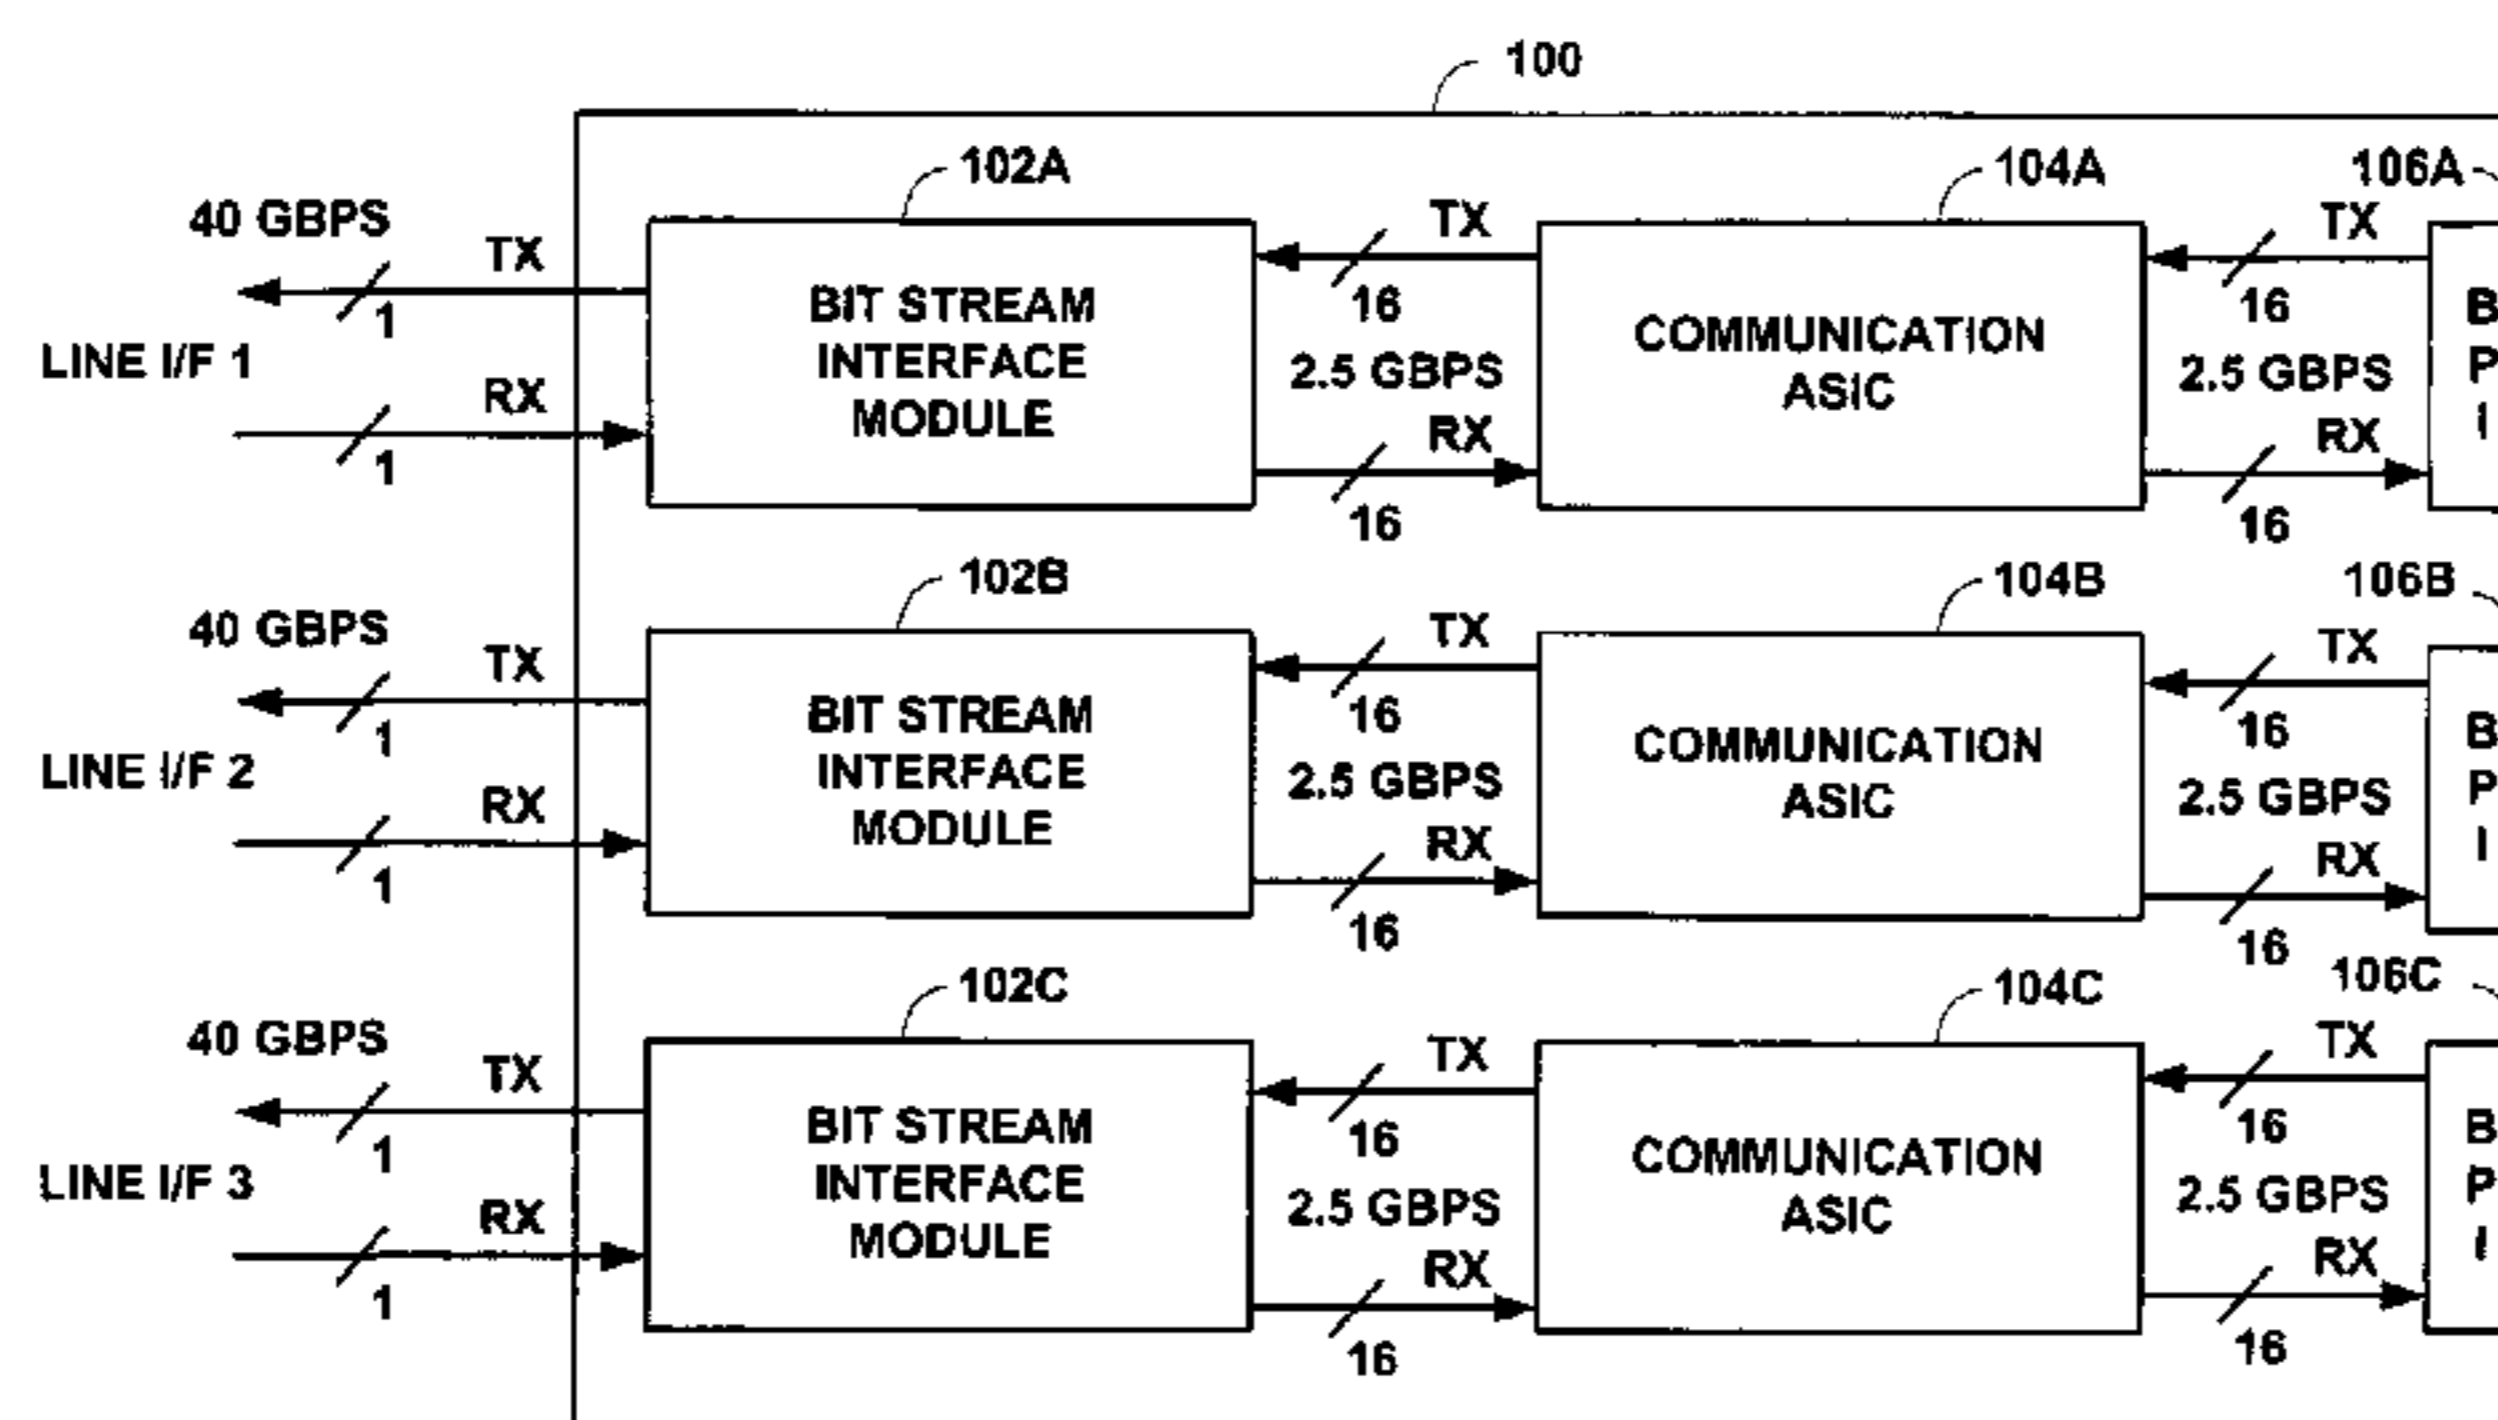 100
102A
104A
106A
40 GBPS
TX
TX
TX
1
BIT STREAM
INTERFACE
MODULE
16
2.5 GBPS
COMMUNICATION
ASIC
16
2.5 GBPS
B
P
I
LINE I/F 1
RX
RX
RX
1
16
16
102B
104B
106B
40 GBPS
TX
TX
TX
1
BIT STREAM
INTERFACE
MODULE
16
2.5 GBPS
COMMUNICATION
ASIC
16
2.5 GBPS
B
P
I
LINE I/F 2
RX
RX
RX
1
16
16
102C
104C
106C
40 GBPS
TX
TX
TX
1
BIT STREAM
INTERFACE
MODULE
16
2.5 GBPS
COMMUNICATION
ASIC
16
2.5 GBPS
B
P
I
LINE I/F 3
RX
RX
RX
1
16
16